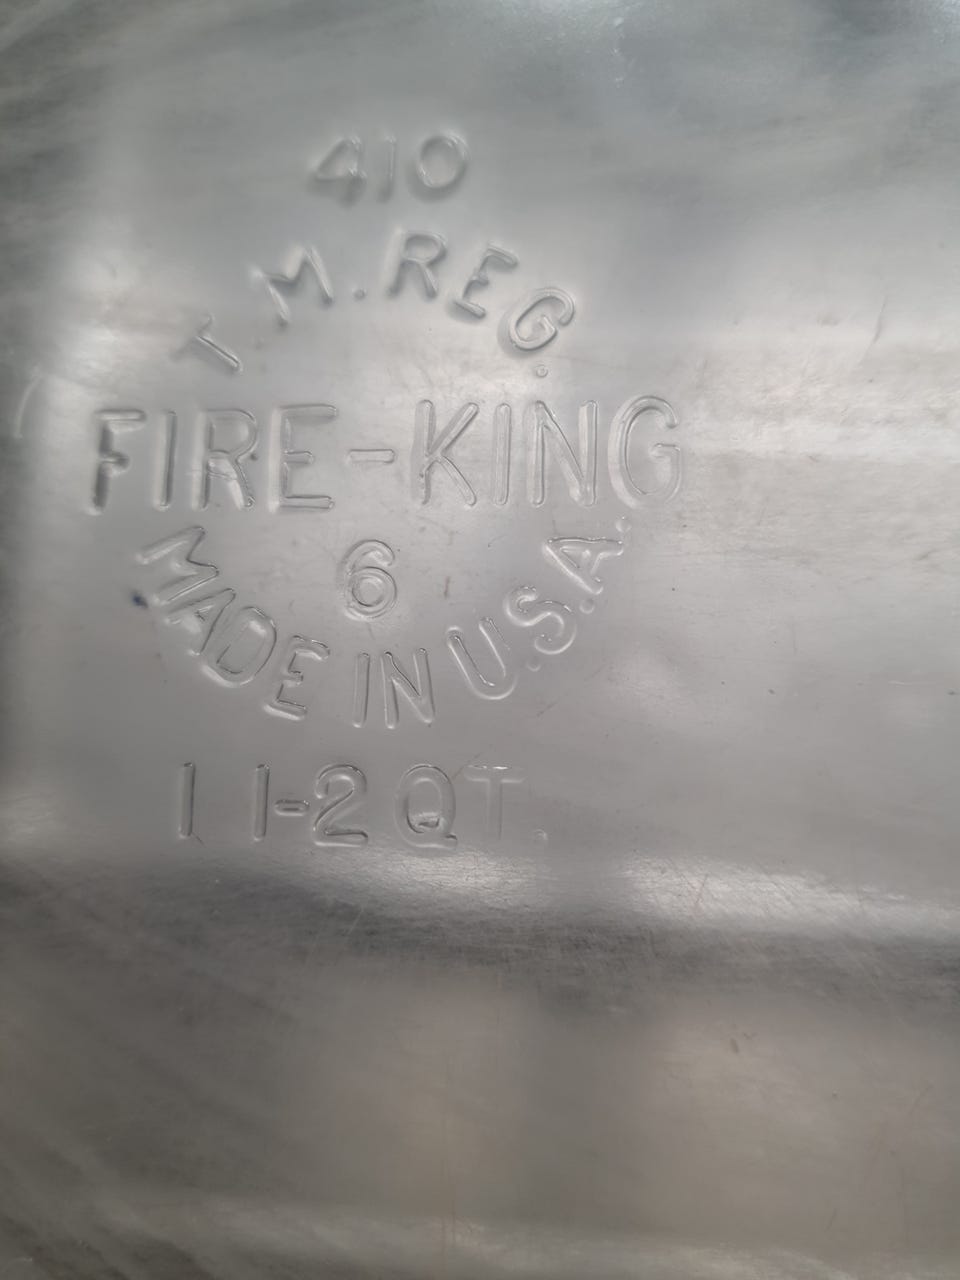 410
T M. REG.
FIRE-KING
6
MADE IN U.S.A.
1 1-2 QT.